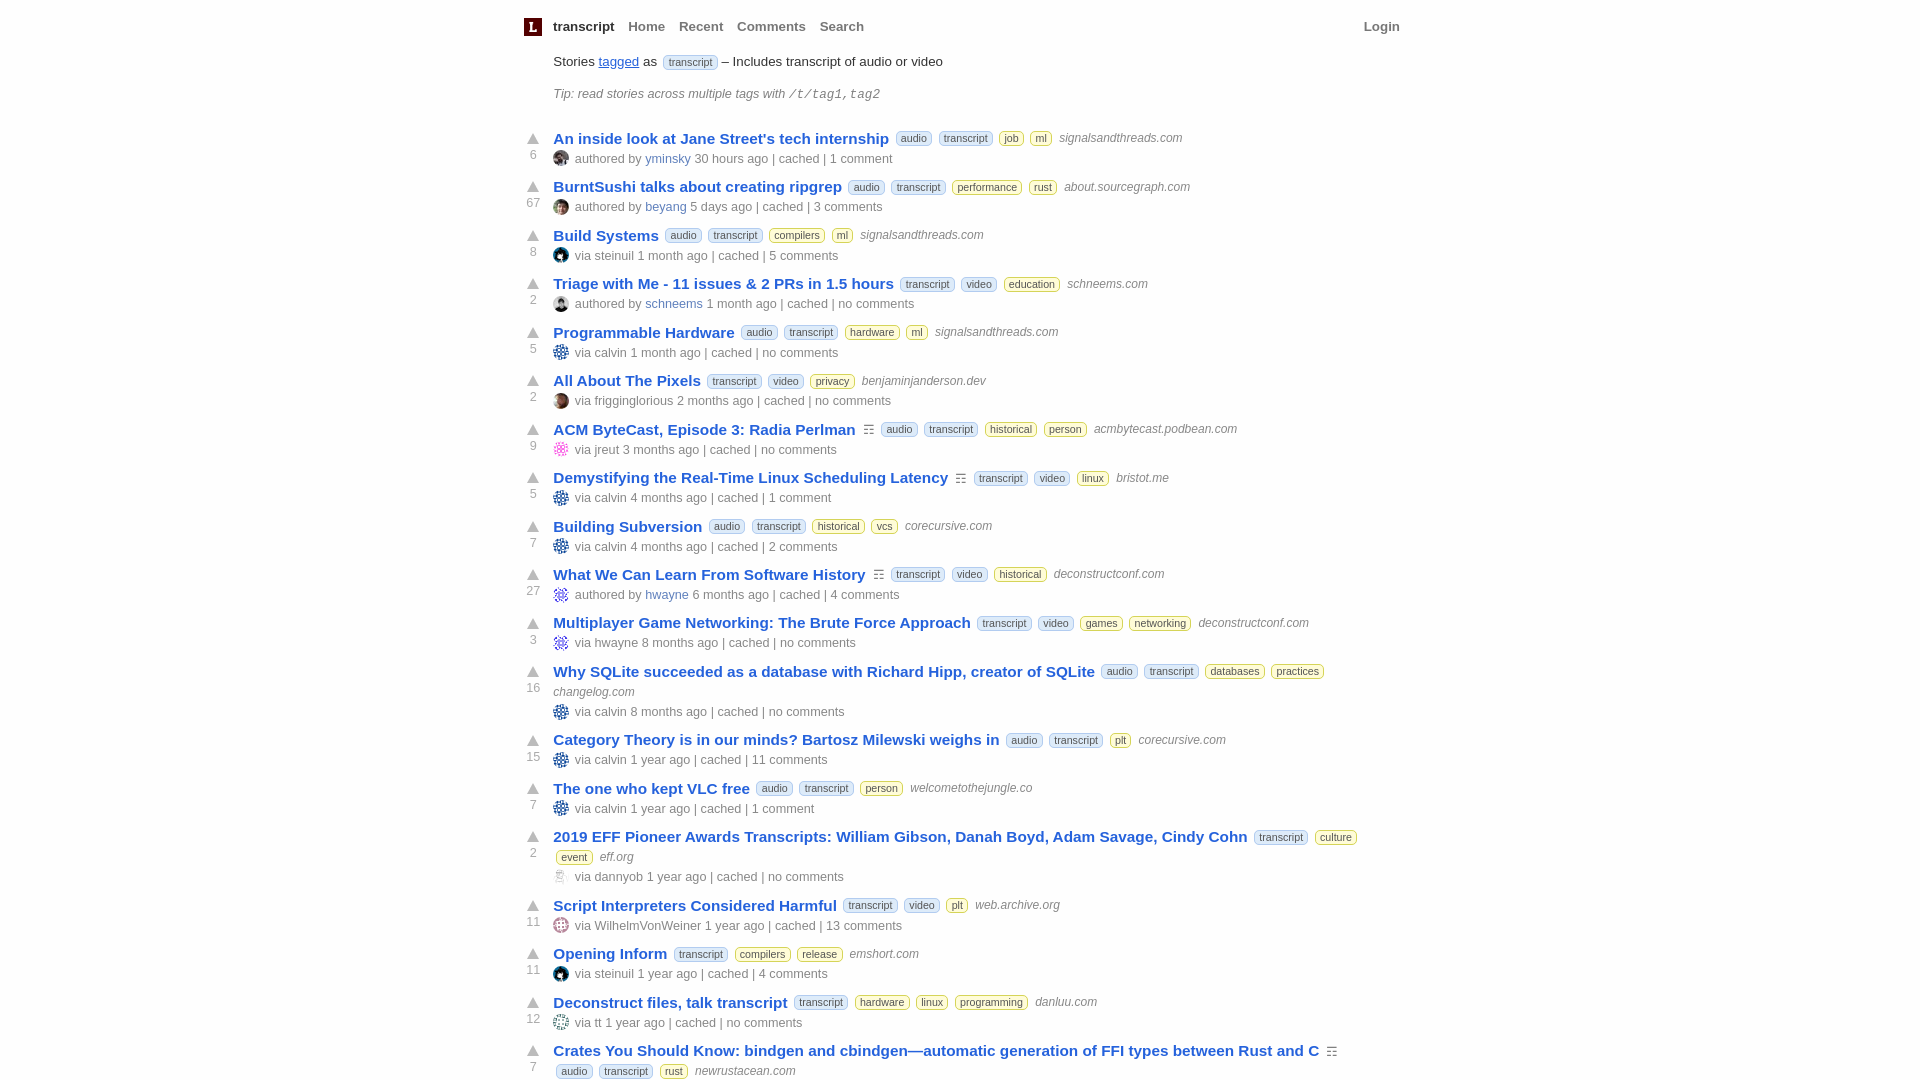 L transcript Home Recent Comments Search Login
Stories tagged as transcript – Includes transcript of audio or video
Tip: read stories across multiple tags with /t/tag1,tag2
An inside look at Jane Street's tech internship audio transcript job ml signalsandthreads.com
6 authored by yminsky 30 hours ago | cached | 1 comment
BurntSushi talks about creating ripgrep audio transcript performance rust about.sourcegraph.com
67 authored by beyang 5 days ago | cached | 3 comments
Build Systems audio transcript compilers ml signalsandthreads.com
8 via steinuil 1 month ago | cached | 5 comments
Triage with Me - 11 issues & 2 PRs in 1.5 hours transcript video education schneems.com
2 authored by schneems 1 month ago | cached | no comments
Programmable Hardware audio transcript hardware ml signalsandthreads.com
5 via calvin 1 month ago | cached | no comments
All About The Pixels transcript video privacy benjaminjanderson.dev
2 via frigginglorious 2 months ago | cached | no comments
ACM ByteCast, Episode 3: Radia Perlman ☶ audio transcript historical person acmbytecast.podbean.com
9 via jreut 3 months ago | cached | no comments
Demystifying the Real-Time Linux Scheduling Latency ☶ transcript video linux bristot.me
5 via calvin 4 months ago | cached | 1 comment
Building Subversion audio transcript historical vcs corecursive.com
7 via calvin 4 months ago | cached | 2 comments
What We Can Learn From Software History ☶ transcript video historical deconstructconf.com
27 authored by hwayne 6 months ago | cached | 4 comments
Multiplayer Game Networking: The Brute Force Approach transcript video games networking deconstructconf.com
3 via hwayne 8 months ago | cached | no comments
Why SQLite succeeded as a database with Richard Hipp, creator of SQLite audio transcript databases practices
16 changelog.com
via calvin 8 months ago | cached | no comments
Category Theory is in our minds? Bartosz Milewski weighs in audio transcript plt corecursive.com
15 via calvin 1 year ago | cached | 11 comments
The one who kept VLC free audio transcript person welcometothejungle.co
7 via calvin 1 year ago | cached | 1 comment
2019 EFF Pioneer Awards Transcripts: William Gibson, Danah Boyd, Adam Savage, Cindy Cohn transcript culture
2 event eff.org
via dannyob 1 year ago | cached | no comments
Script Interpreters Considered Harmful transcript video plt web.archive.org
11 via WilhelmVonWeiner 1 year ago | cached | 13 comments
Opening Inform transcript compilers release emshort.com
11 via steinuil 1 year ago | cached | 4 comments
Deconstruct files, talk transcript transcript hardware linux programming danluu.com
12 via tt 1 year ago | cached | no comments
Crates You Should Know: bindgen and cbindgen—automatic generation of FFI types between Rust and C ☶
7 audio transcript rust newrustacean.com